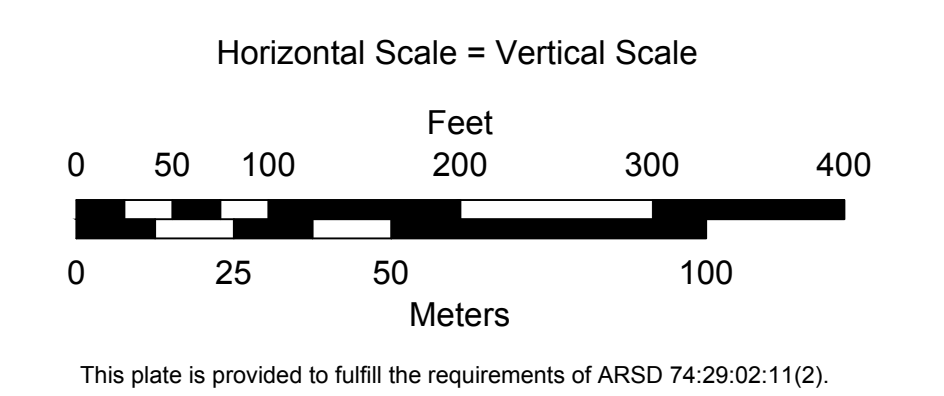 Horizontal Scale = Vertical Scale
Feet
0 50 100 200 300 400
0 25 50 100
Meters
This plate is provided to fulfill the requirements of ARSD 74:29:02:11(2).